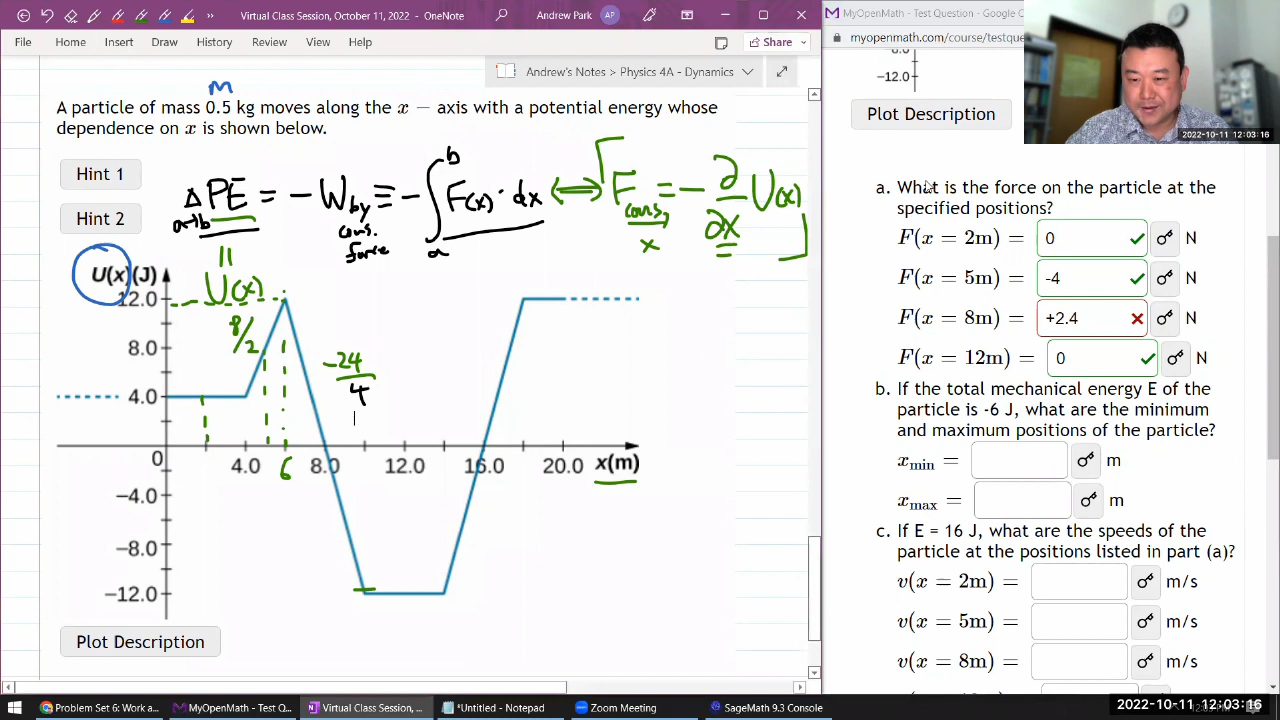 Virtual Class Session, October 11, 2022 - OneNote
Andrew Park
AP
MyOpenMath - Test Question - Google C
File Home Insert Draw History Review View Help
Share
myopenmath.com/course/testque
Andrew's Notes > Physics 4A - Dynamics
m
A particle of mass 0.5 kg moves along the x − axis with a potential energy whose
dependence on x is shown below.
Hint 1
Hint 2
Δ PE = − W by ≡ − ∫ F(x) · dx ⟺ F = − ∂/∂x U(x)
a→b
cons.
force
b
a
cons,
x
=
U(x)
U(x)(J)
12.0
8.0
4.0
0
−4.0
−8.0
−12.0
8/2
−24
4
4.0 6 8.0 12.0 16.0 20.0 x(m)
Plot Description
−12.0
Plot Description
2022-10-11 12:03:16
a. What is the force on the particle at the
specified positions?
F(x = 2m) = 0 N
F(x = 5m) = -4 N
F(x = 8m) = +2.4 N
F(x = 12m) = 0 N
b. If the total mechanical energy E of the
particle is -6 J, what are the minimum
and maximum positions of the particle?
xmin = m
xmax = m
c. If E = 16 J, what are the speeds of the
particle at the positions listed in part (a)?
v(x = 2m) = m/s
v(x = 5m) = m/s
v(x = 8m) = m/s
Problem Set 6: Work a...
MyOpenMath - Test Q...
Virtual Class Session, ...
*Untitled - Notepad
Zoom Meeting
SageMath 9.3 Console
2022-10-11 12:03:16